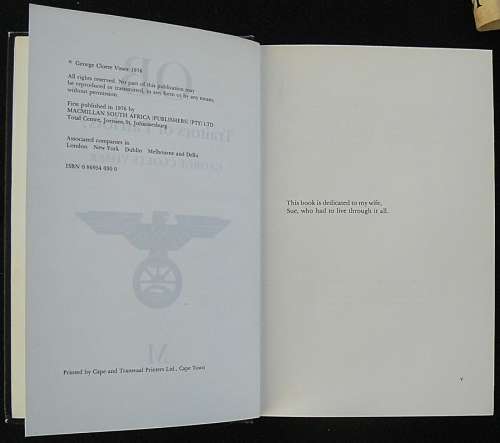 © George Cloete Visser 1976
All rights reserved. No part of this publication may
be reproduced or transmitted, in any form or by any means,
without permission.
First published in 1976 by
MACMILLAN SOUTH AFRICA (PUBLISHERS) (PTY) LTD
Total Centre, Jorissen St, Johannesburg
Associated companies in
London New York Dublin Melbourne and Delhi
ISBN 0 86954 030 0
Printed by Cape and Transvaal Printers Ltd., Cape Town
This book is dedicated to my wife,
Sue, who had to live through it all.
v